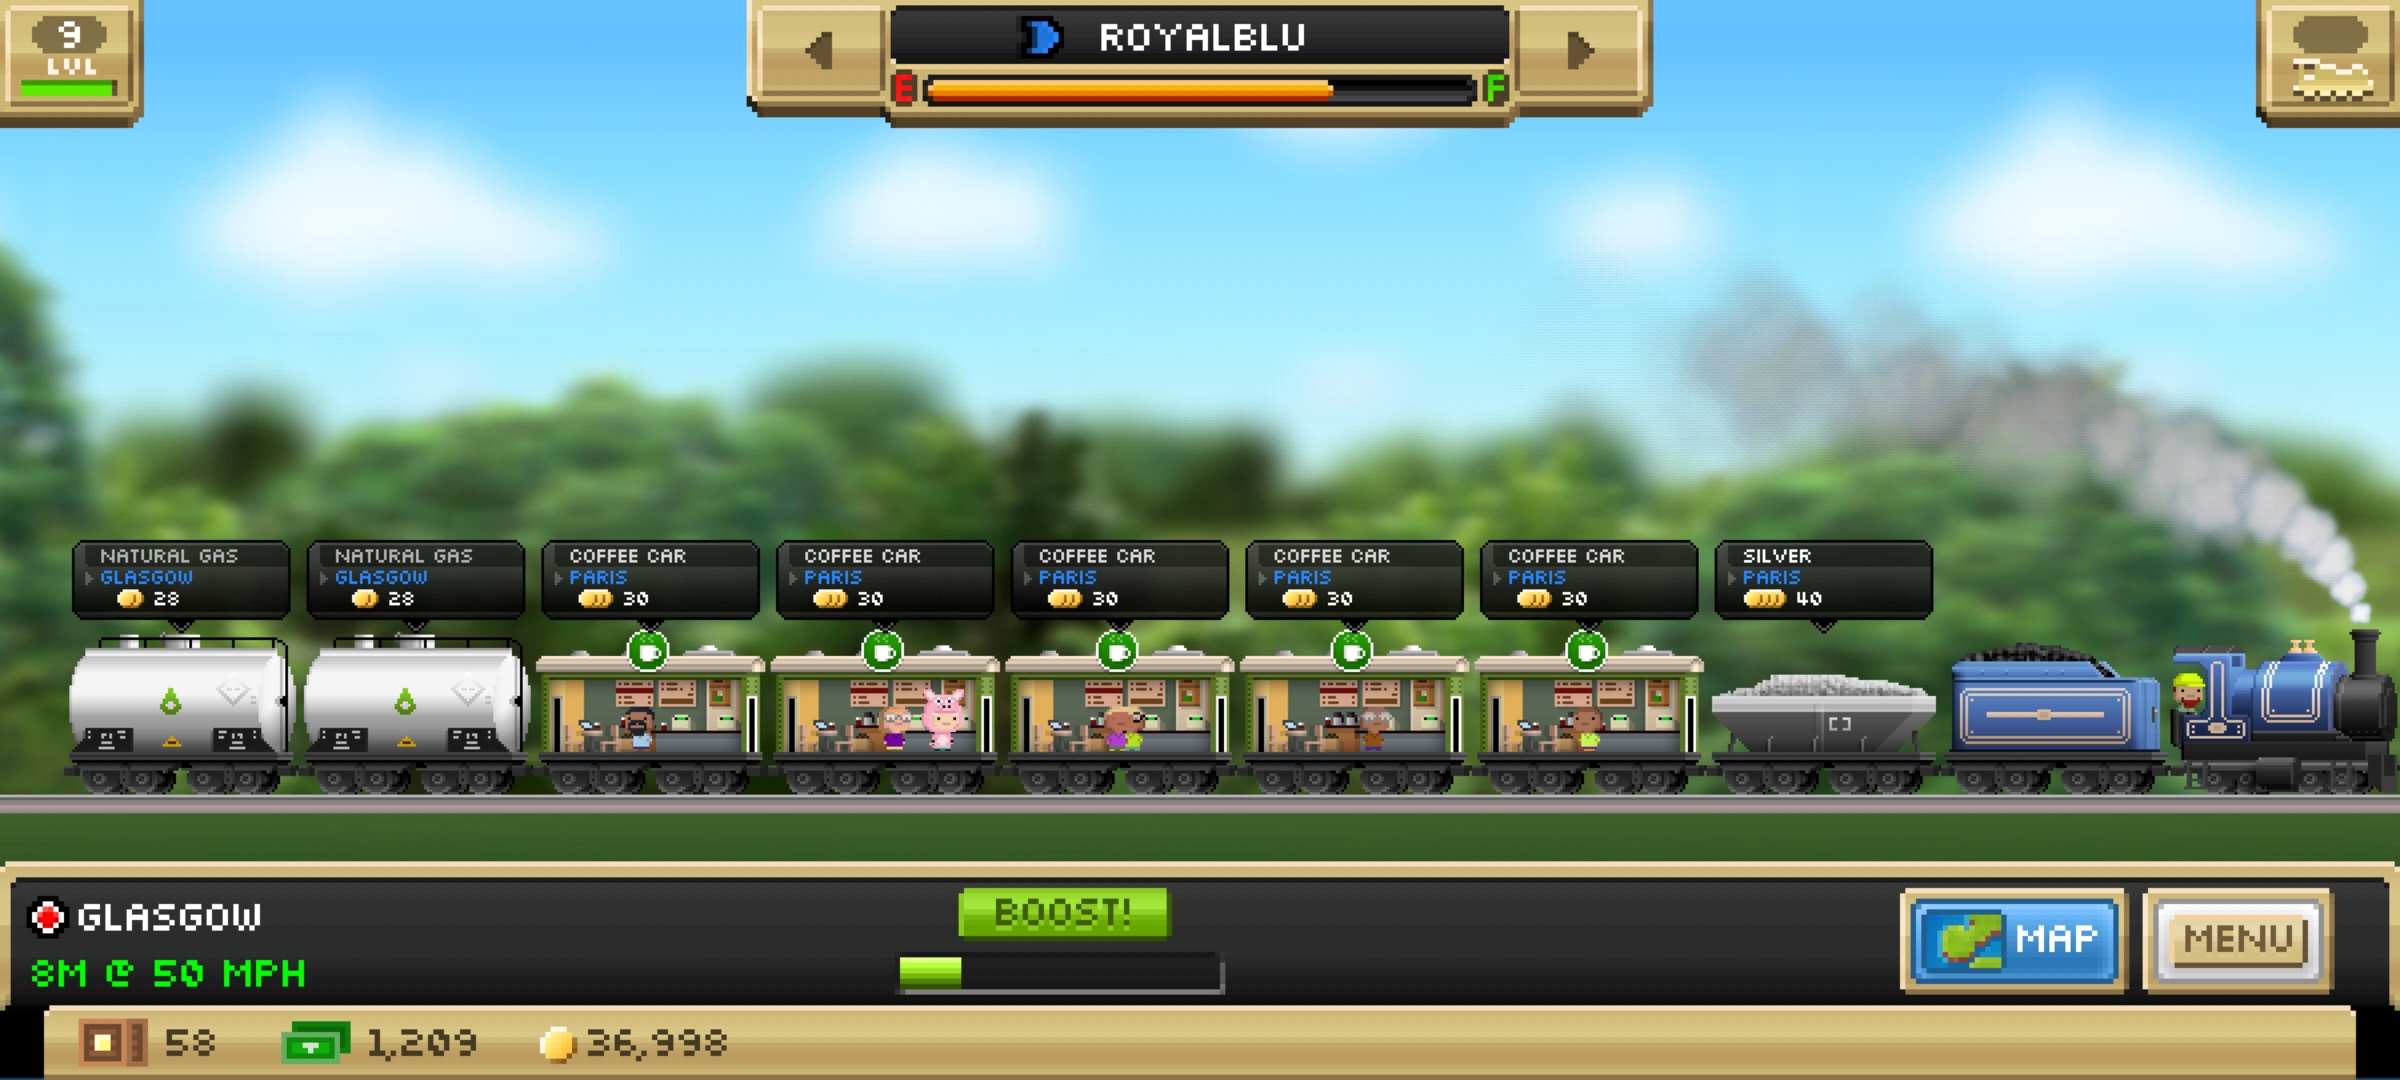 9
LVL
ROYALBLU
E F
NATURAL GAS
GLASGOW
28
NATURAL GAS
GLASGOW
28
COFFEE CAR
PARIS
30
COFFEE CAR
PARIS
30
COFFEE CAR
PARIS
30
COFFEE CAR
PARIS
30
COFFEE CAR
PARIS
30
SILVER
PARIS
40
GLASGOW
8M @ 50 MPH
BOOST!
MAP
MENU
58
1,209
36,998